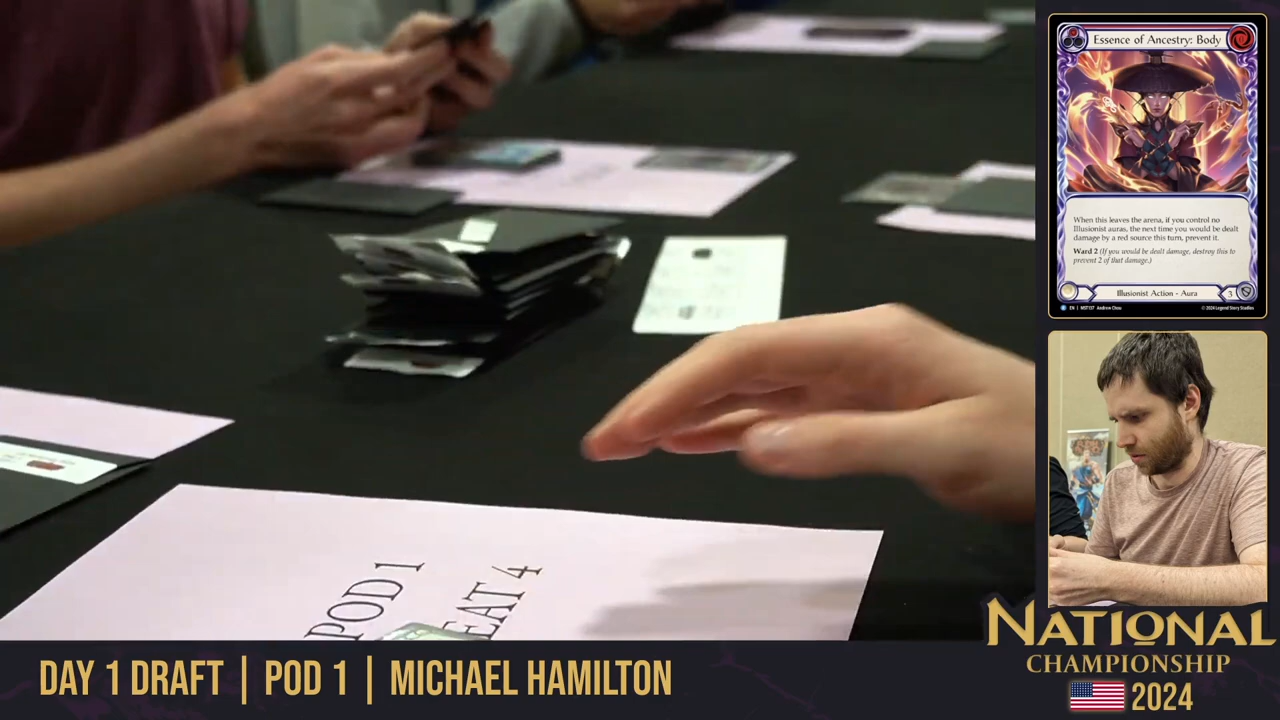 Essence of Ancestry: Body
When this leaves the arena, if you control no
Illusionist auras, the next time you would be dealt
damage by a red source this turn, prevent it.
Ward 2 (If you would be dealt damage, destroy this to
prevent 2 of that damage.)
Illusionist Action - Aura
3
POD 1
EAT 4
NATIONAL
CHAMPIONSHIP
2024
DAY 1 DRAFT | POD 1 | MICHAEL HAMILTON